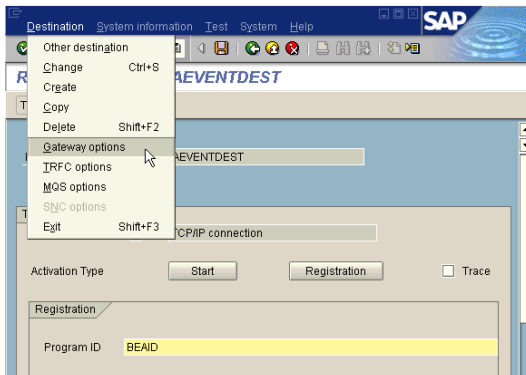 Destination System information Test System Help
SAP
Other destination
Change Ctrl+S
Create
Copy
Delete Shift+F2
Gateway options
TRFC options
MQS options
SNC options
Exit Shift+F3
R AEVENTDEST
T
AEVENTDEST
T TCP/IP connection
Activation Type Start Registration Trace
Registration
Program ID BEAID